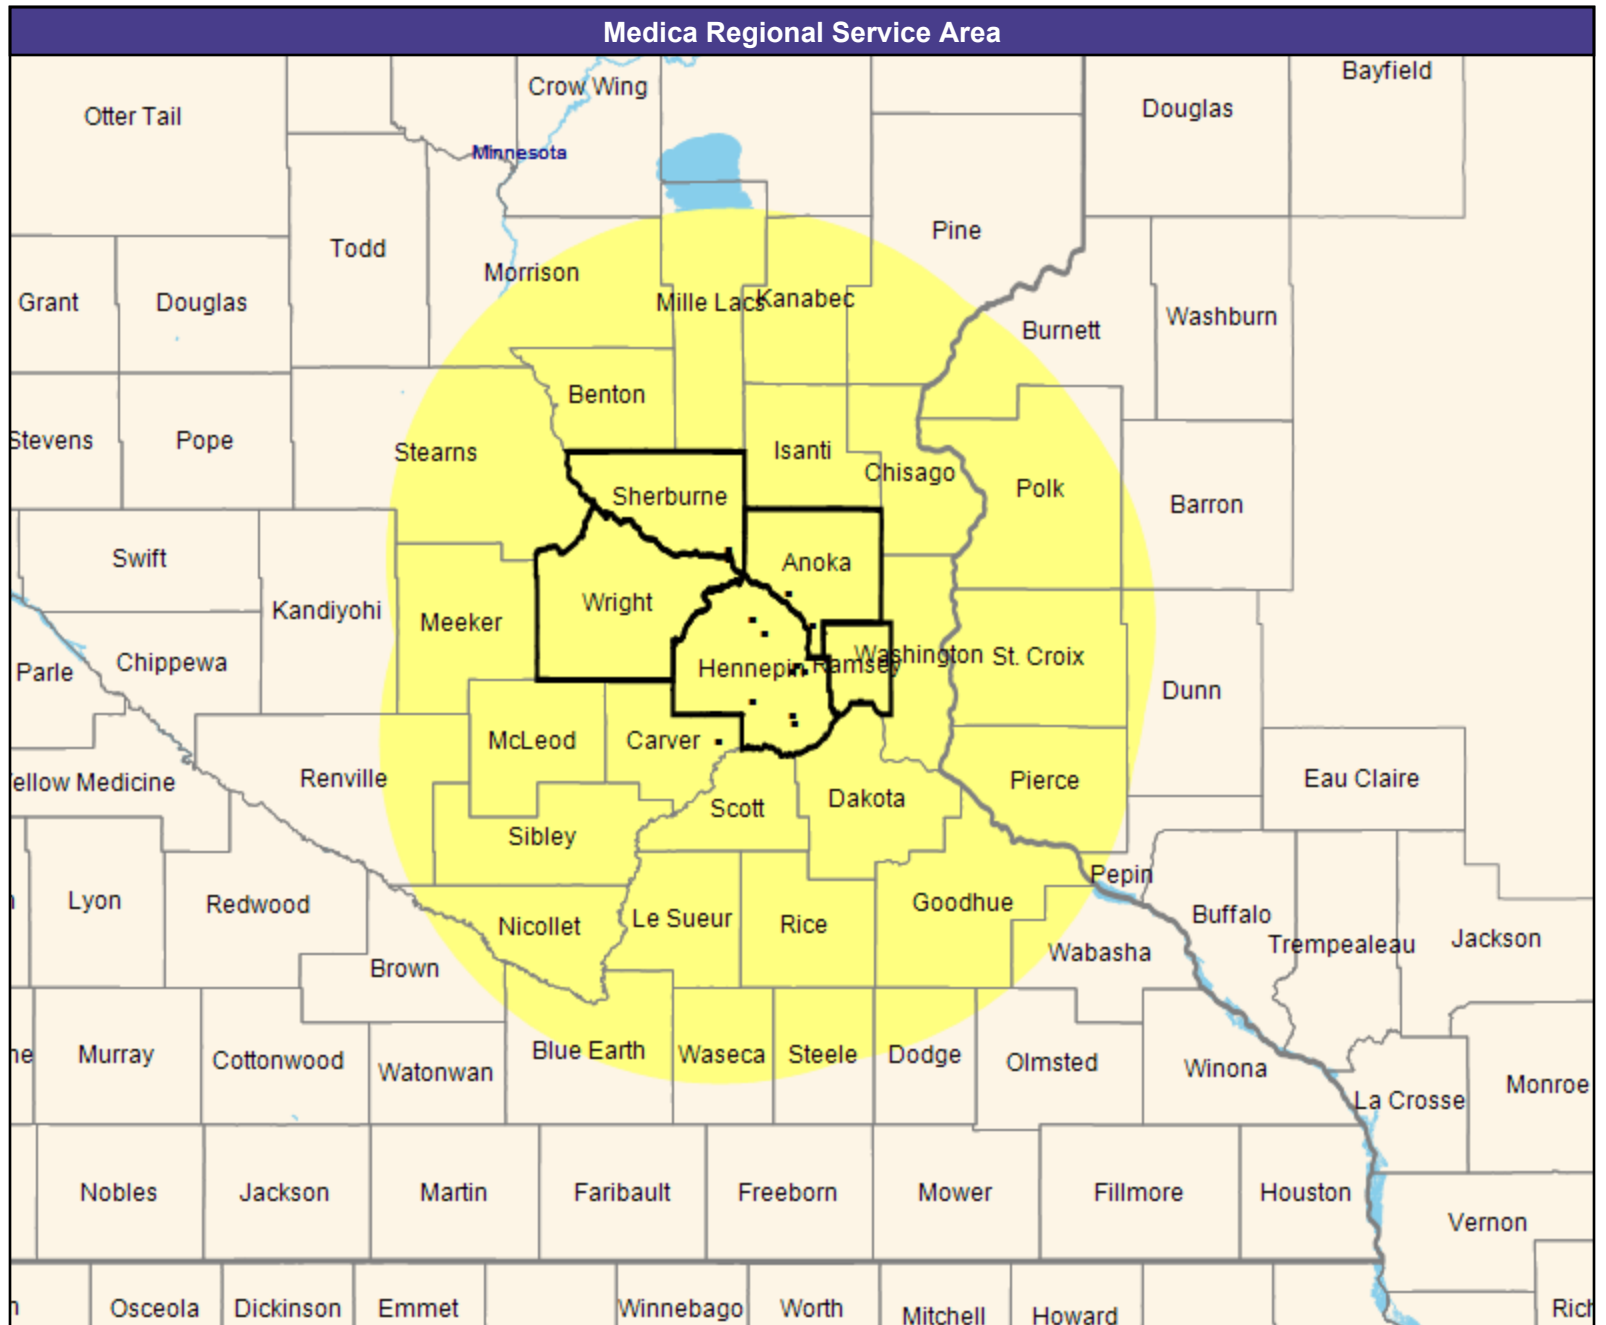 Medica Regional Service Area
Bayfield
Crow Wing
Douglas
Otter Tail
Minnesota
Pine
Todd
Morrison
Grant
Douglas
Mille Lacs
Kanabec
Washburn
Burnett
Benton
Stevens
Pope
Stearns
Isanti
Chisago
Polk
Sherburne
Barron
Swift
Anoka
Wright
Kandiyohi
Meeker
Washington
St. Croix
Parle
Chippewa
Hennepin
Ramsey
Dunn
McLeod
Carver
Renville
ellow Medicine
Pierce
Eau Claire
Dakota
Scott
Sibley
Pepin
Lyon
Redwood
Goodhue
Buffalo
Nicollet
Le Sueur
Rice
Trempealeau
Jackson
Wabasha
Brown
ne
Murray
Cottonwood
Watonwan
Blue Earth
Waseca
Steele
Dodge
Olmsted
Winona
La Crosse
Monroe
Nobles
Jackson
Martin
Faribault
Freeborn
Mower
Fillmore
Houston
Vernon
n
Osceola
Dickinson
Emmet
Winnebago
Worth
Mitchell
Howard
Rich